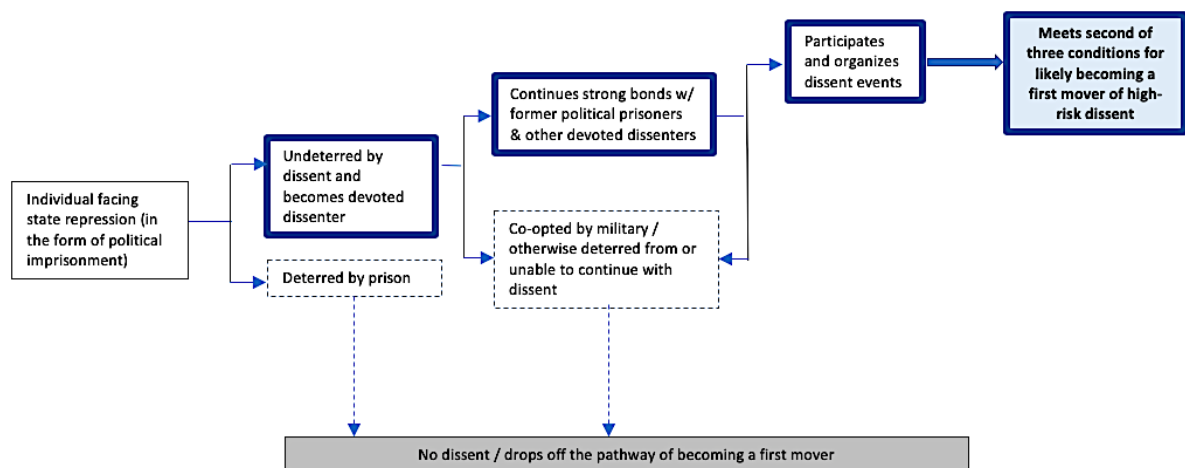 Individual facing
state repression (in
the form of political
imprisonment)
Undeterred by
dissent and
becomes devoted
dissenter
Deterred by prison
Continues strong bonds w/
former political prisoners
& other devoted dissenters
Co-opted by military /
otherwise deterred from or
unable to continue with
dissent
Participates
and organizes
dissent events
Meets second of
three conditions for
likely becoming a
first mover of high-
risk dissent
No dissent / drops off the pathway of becoming a first mover